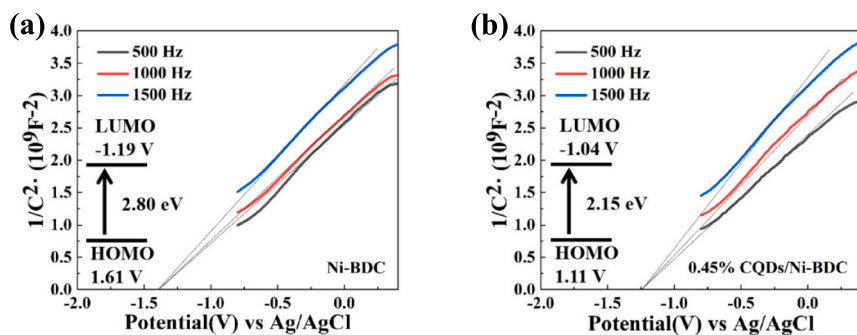 (a)
4.0
3.5
3.0
2.5
2.0
1.5
1.0
0.5
0.0
1/C². (10⁹F⁻²)
500 Hz
1000 Hz
1500 Hz
LUMO
-1.19 V
2.80 eV
HOMO
1.61 V
Ni-BDC
-2.0 -1.5 -1.0 -0.5 0.0
Potential(V) vs Ag/AgCl
(b)
4.0
3.5
3.0
2.5
2.0
1.5
1.0
0.5
0.0
1/C². (10⁹F⁻²)
500 Hz
1000 Hz
1500 Hz
LUMO
-1.04 V
2.15 eV
HOMO
1.11 V
0.45% CQDs/Ni-BDC
-2.0 -1.5 -1.0 -0.5 0.0
Potential(V) vs Ag/AgCl